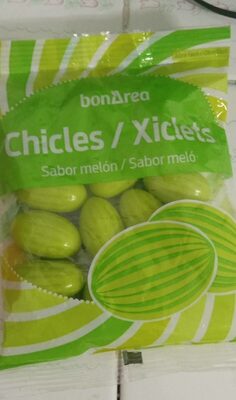 bonÀrea
Chicles / Xiclets
Sabor melón / Sabor meló